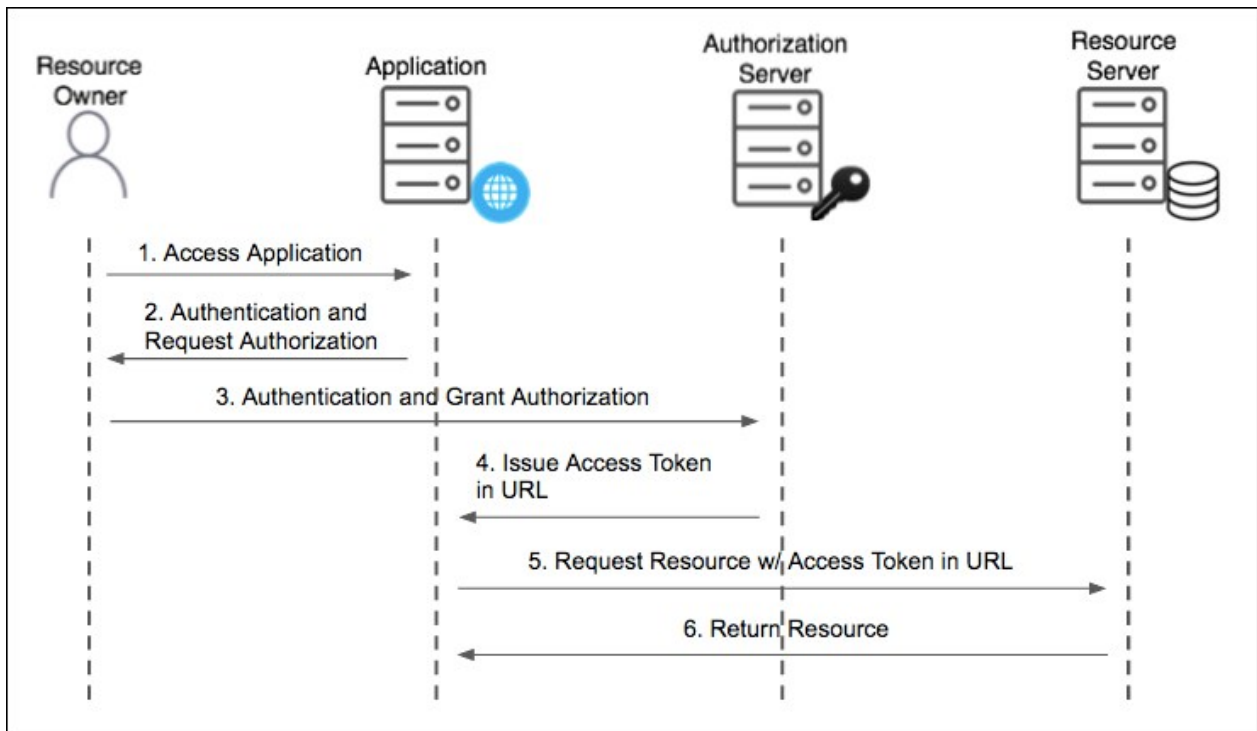 Resource
Owner
Application
Authorization
Server
Resource
Server
1. Access Application
2. Authentication and
Request Authorization
3. Authentication and Grant Authorization
4. Issue Access Token
in URL
5. Request Resource w/ Access Token in URL
6. Return Resource